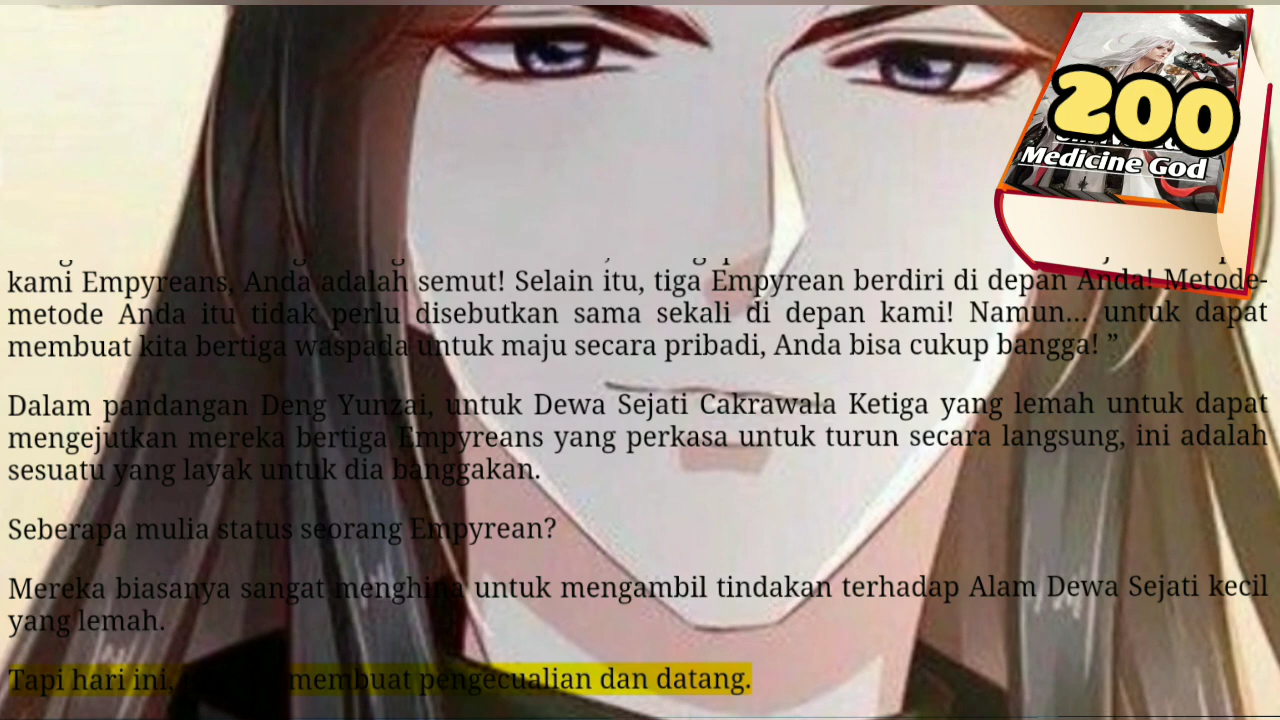 200
Medicine God
kami Empyreans, Anda adalah semut! Selain itu, tiga Empyrean berdiri di depan Anda! Metode-
metode Anda itu tidak perlu disebutkan sama sekali di depan kami! Namun... untuk dapat
membuat kita bertiga waspada untuk maju secara pribadi, Anda bisa cukup bangga! ”
Dalam pandangan Deng Yunzai, untuk Dewa Sejati Cakrawala Ketiga yang lemah untuk dapat
mengejutkan mereka bertiga Empyreans yang perkasa untuk turun secara langsung, ini adalah
sesuatu yang layak untuk dia banggakan.
Seberapa mulia status seorang Empyrean?
Mereka biasanya sangat menghina untuk mengambil tindakan terhadap Alam Dewa Sejati kecil
yang lemah.
Tapi hari ini, membuat pengecualian dan datang.